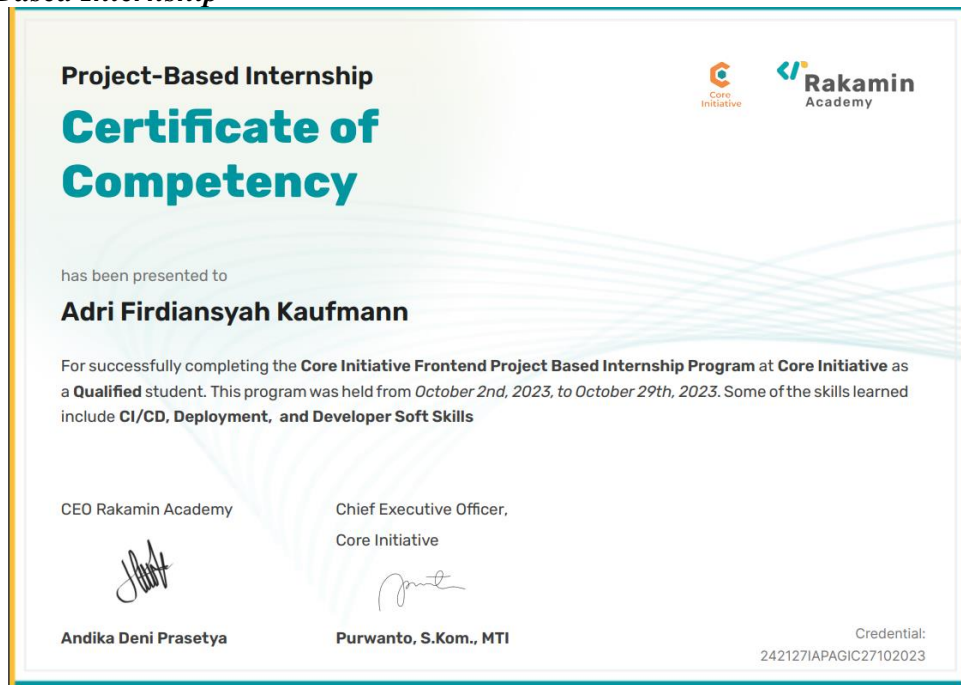 Based Internship
Project-Based Internship
Core
Initiative
Rakamin
Academy
Certificate of
Competency
has been presented to
Adri Firdiansyah Kaufmann
For successfully completing the Core Initiative Frontend Project Based Internship Program at Core Initiative as
a Qualified student. This program was held from October 2nd, 2023, to October 29th, 2023. Some of the skills learned
include CI/CD, Deployment, and Developer Soft Skills
CEO Rakamin Academy
Chief Executive Officer,
Core Initiative
Andika Deni Prasetya
Purwanto, S.Kom., MTI
Credential:
242127IAPAGIC27102023